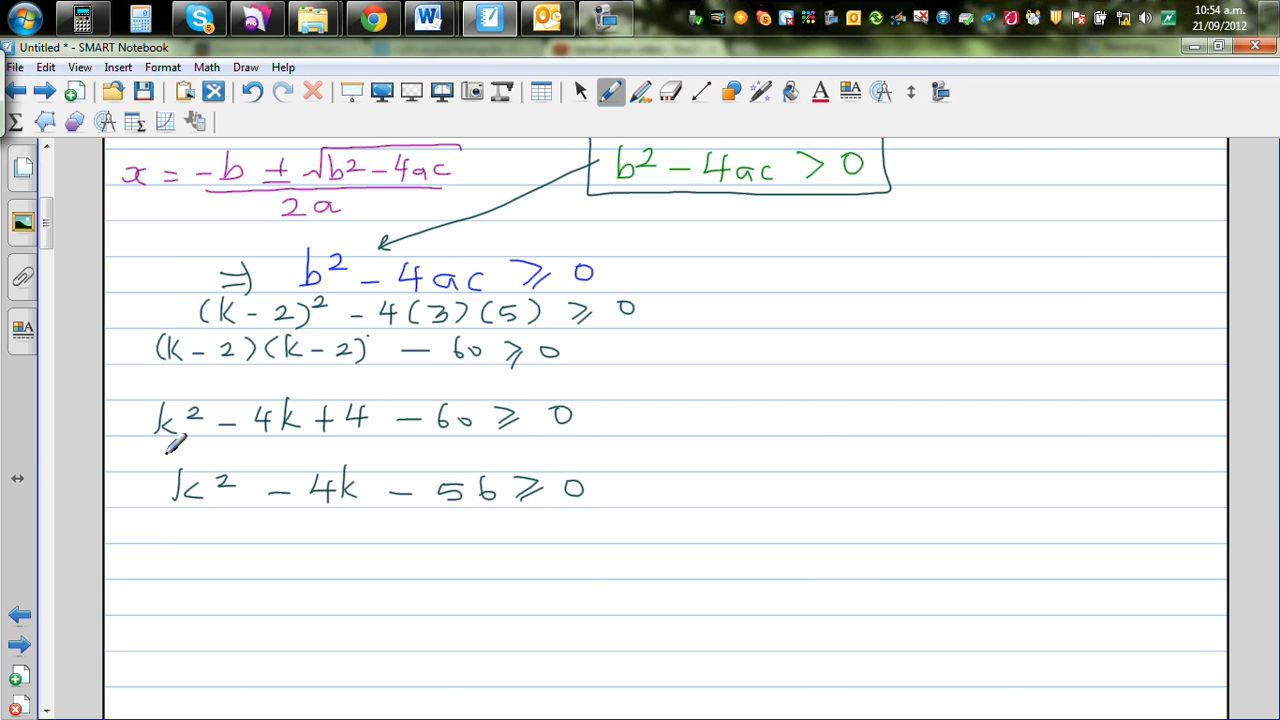 10:54 a.m.
21/09/2012
Untitled * - SMART Notebook
File Edit View Insert Format Math Draw Help
x = -b ± √b² - 4ac
2a
b² - 4ac > 0
⇒ b² - 4ac ⩾ 0
(k - 2)² - 4(3)(5) ⩾ 0
(k - 2)(k - 2) - 60 ⩾ 0
k² - 4k + 4 - 60 ⩾ 0
k² - 4k - 56 ⩾ 0